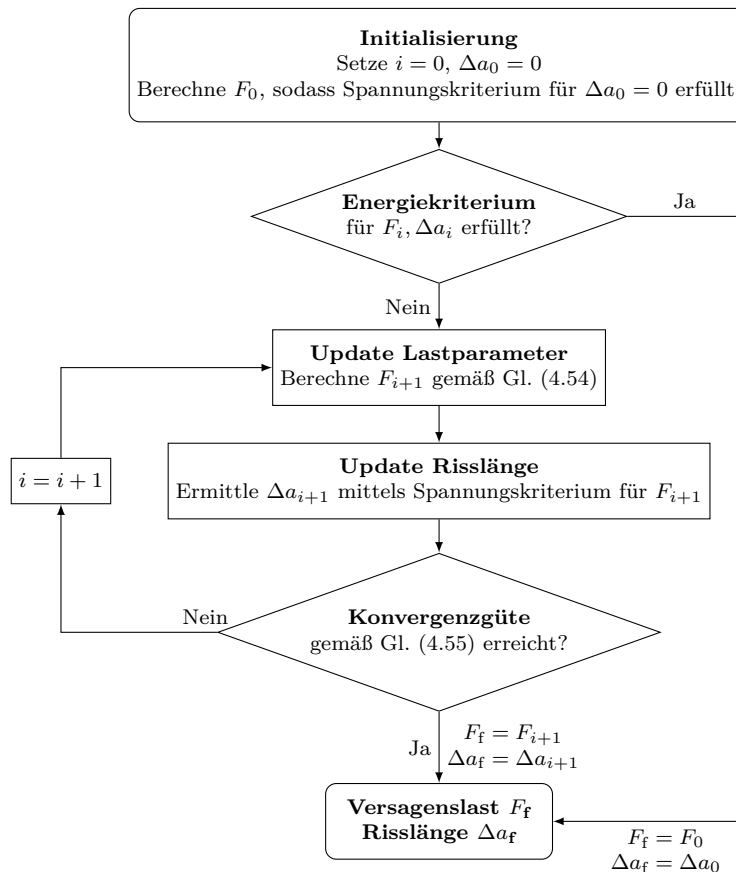 Initialisierung
Setze i = 0, Δa₀ = 0
Berechne F₀, sodass Spannungskriterium für Δa₀ = 0 erfüllt
Energiekriterium
für Fᵢ, Δaᵢ erfüllt?
Ja
Nein
Update Lastparameter
Berechne Fᵢ₊₁ gemäß Gl. (4.54)
Update Risslänge
Ermittle Δaᵢ₊₁ mittels Spannungskriterium für Fᵢ₊₁
i = i + 1
Nein
Konvergenzgüte
gemäß Gl. (4.55) erreicht?
Ja
F_f = Fᵢ₊₁
Δa_f = Δaᵢ₊₁
Versagenslast F_f
Risslänge Δa_f
F_f = F₀
Δa_f = Δa₀